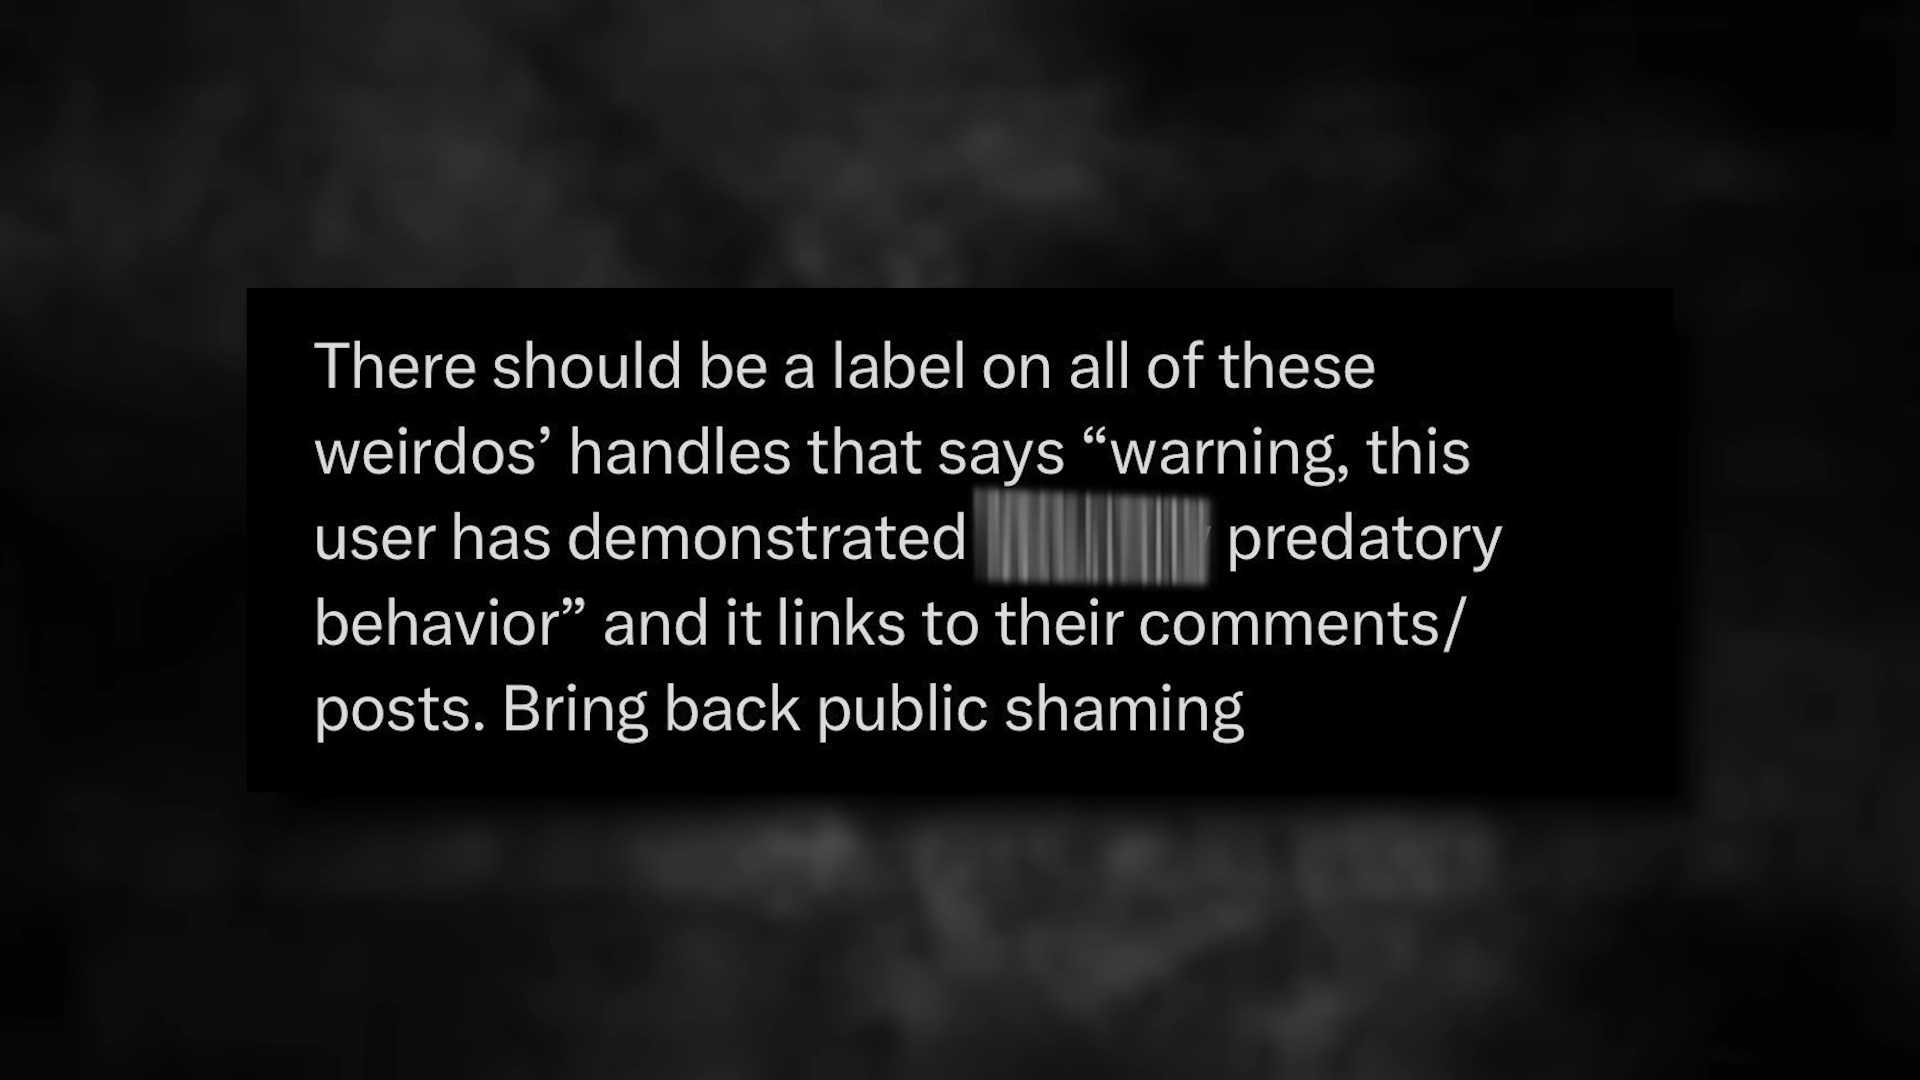 There should be a label on all of these
weirdos’ handles that says “warning, this
user has demonstrated predatory
behavior” and it links to their comments/
posts. Bring back public shaming